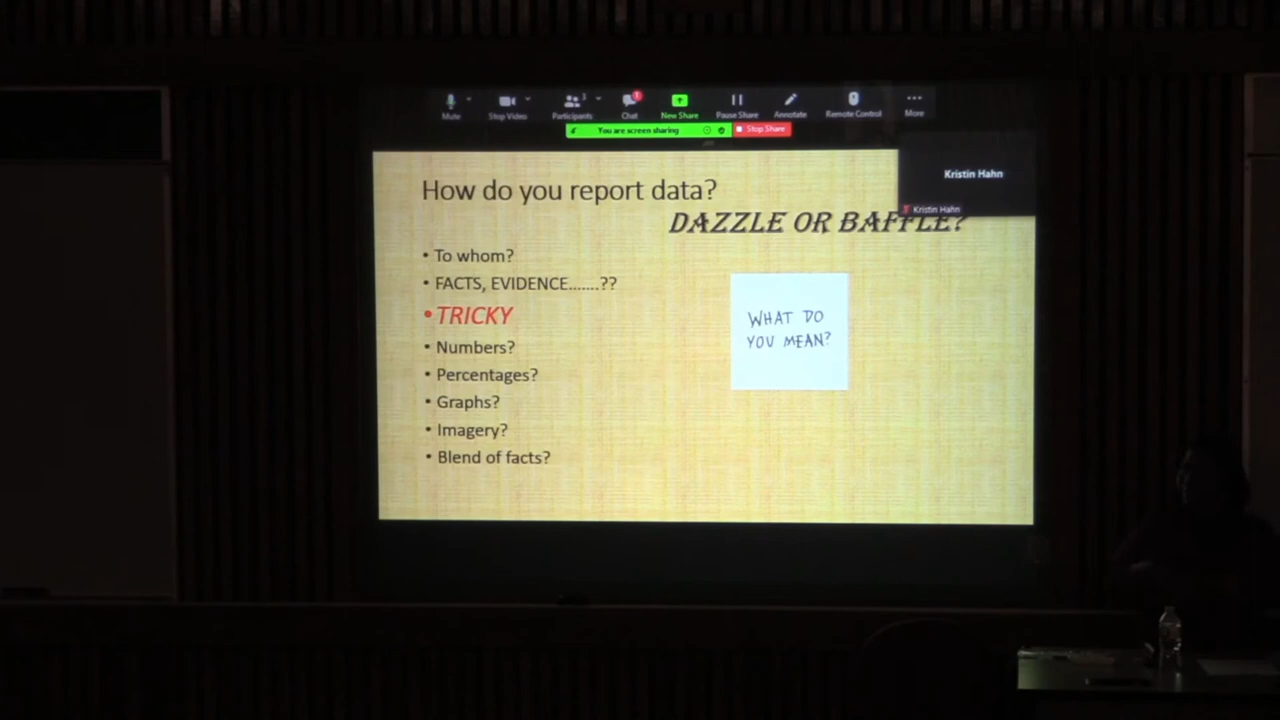 3
1
Mute
Stop Video
Participants
Chat
New Share
Pause Share
Annotate
Remote Control
More
You are screen sharing
Stop Share
Kristin Hahn
Kristin Hahn
How do you report data?
DAZZLE OR BAFFLE?
• To whom?
• FACTS, EVIDENCE.......??
• TRICKY
• Numbers?
• Percentages?
• Graphs?
• Imagery?
• Blend of facts?
WHAT DO
YOU MEAN?